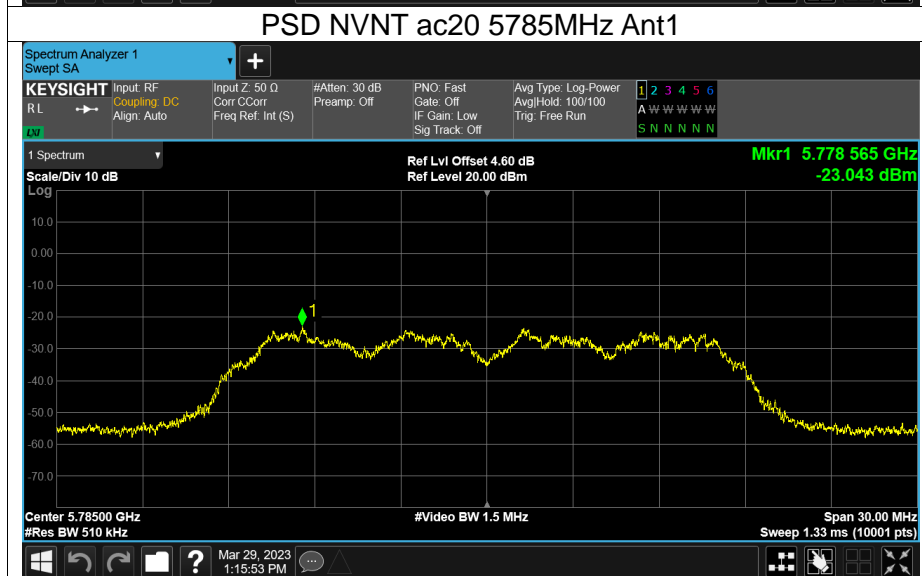 PSD NVNT ac20 5785MHz Ant1
Spectrum Analyzer 1
Swept SA
+
KEYSIGHT
RL
LXI
Input: RF
Coupling: DC
Align: Auto
Input Z: 50 Ω
Corr CCorr
Freq Ref: Int (S)
#Atten: 30 dB
Preamp: Off
PNO: Fast
Gate: Off
IF Gain: Low
Sig Track: Off
Avg Type: Log-Power
Avg|Hold: 100/100
Trig: Free Run
1 2 3 4 5 6
A W W W W W
S N N N N N
1 Spectrum
Scale/Div 10 dB
Log
Ref Lvl Offset 4.60 dB
Ref Level 20.00 dBm
Mkr1 5.778 565 GHz
-23.043 dBm
10.0
0.00
-10.0
-20.0
-30.0
-40.0
-50.0
-60.0
-70.0
1
Center 5.78500 GHz
#Res BW 510 kHz
#Video BW 1.5 MHz
Span 30.00 MHz
Sweep 1.33 ms (10001 pts)
?
Mar 29, 2023
1:15:53 PM